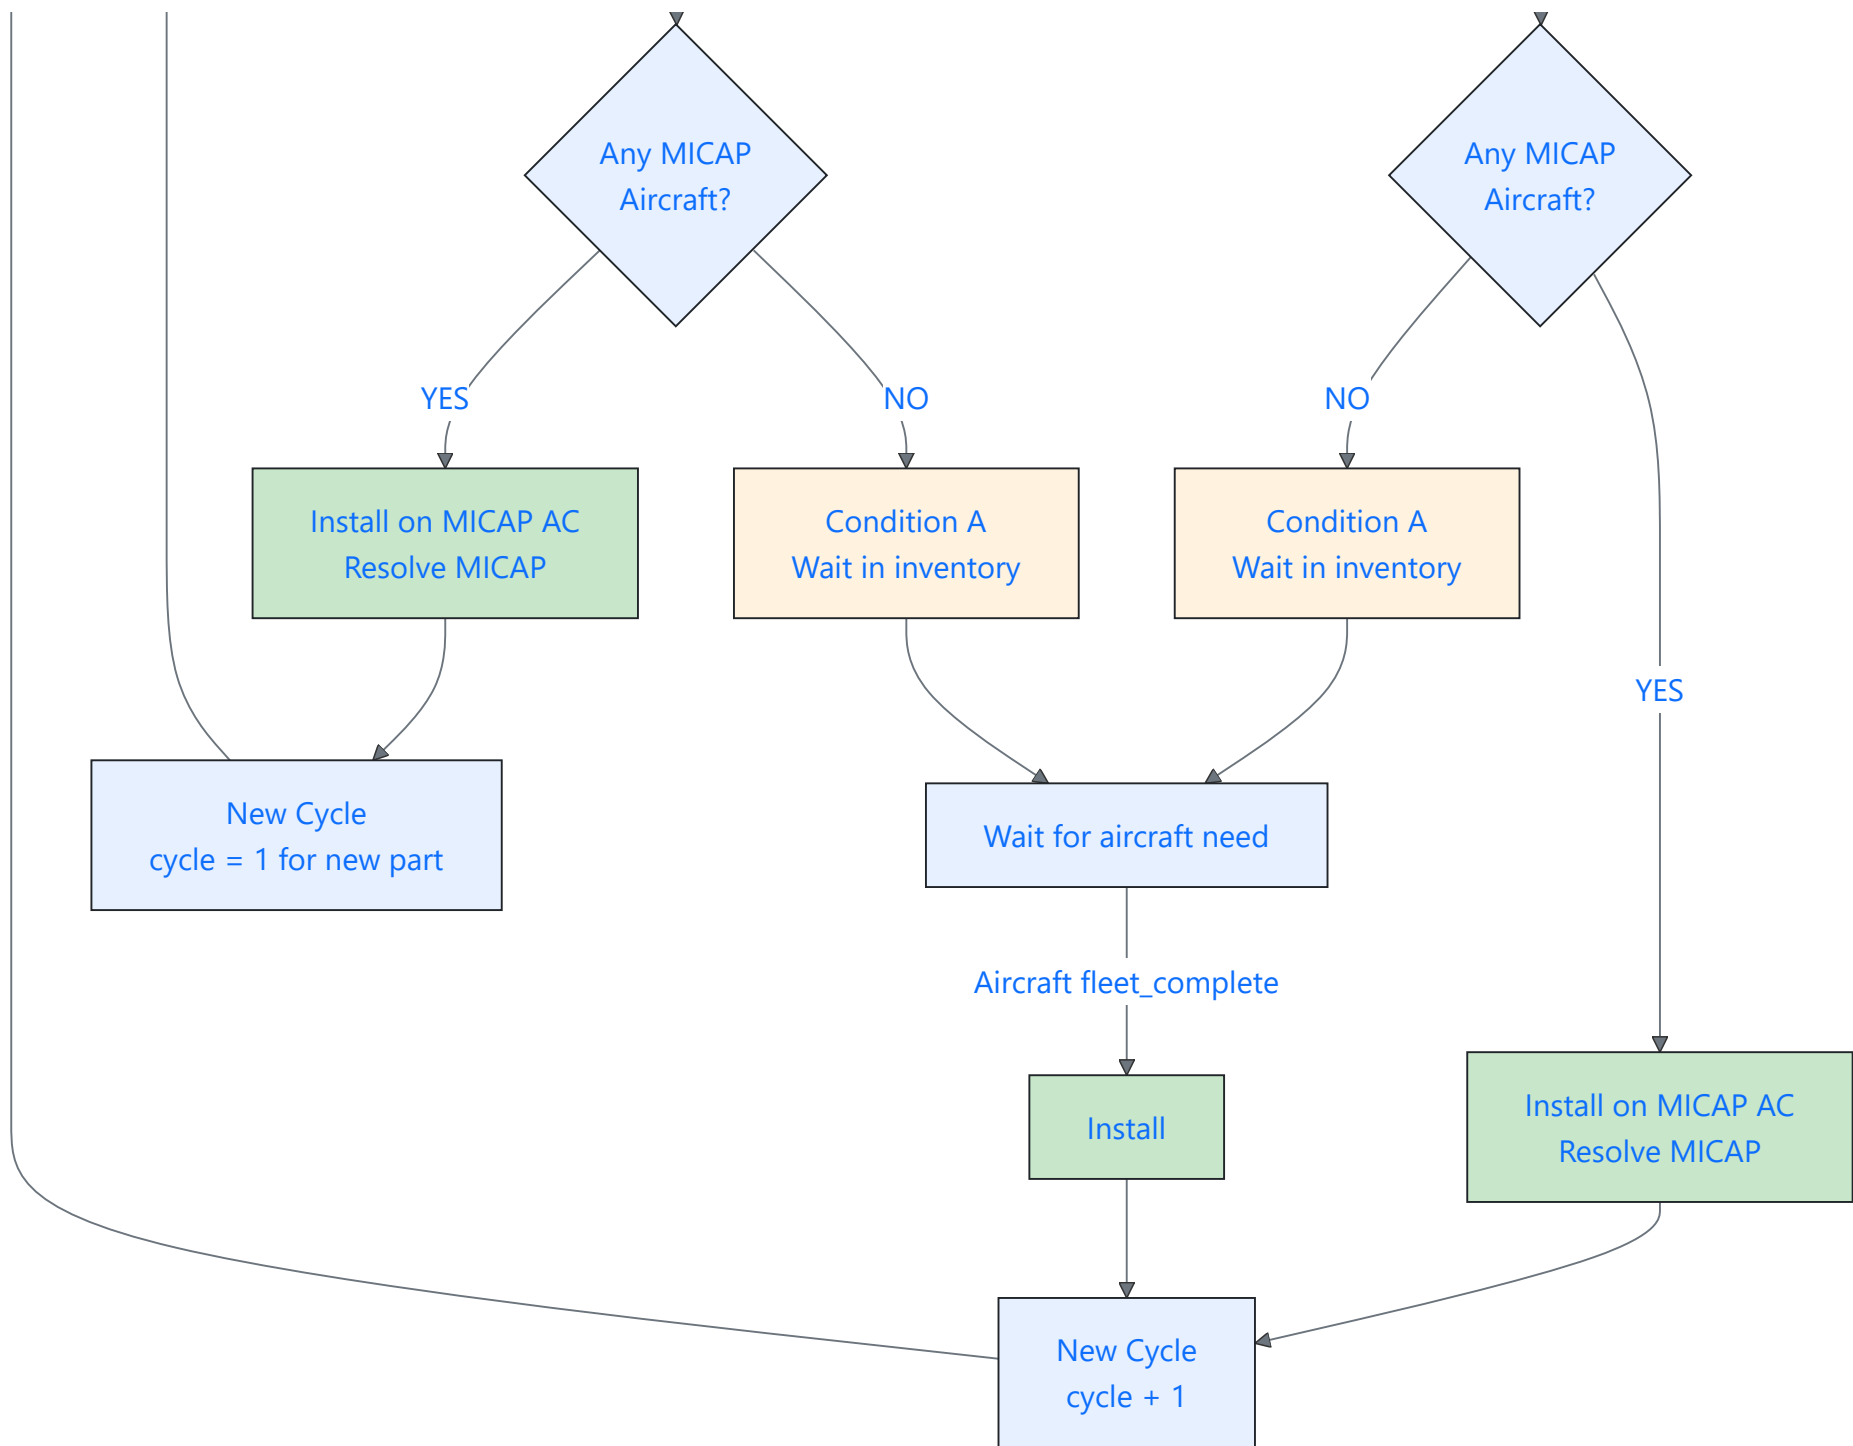 Any MICAP
Aircraft?
Any MICAP
Aircraft?
YES
NO
NO
Install on MICAP AC
Resolve MICAP
Condition A
Wait in inventory
Condition A
Wait in inventory
YES
New Cycle
cycle = 1 for new part
Wait for aircraft need
Aircraft fleet_complete
Install
Install on MICAP AC
Resolve MICAP
New Cycle
cycle + 1